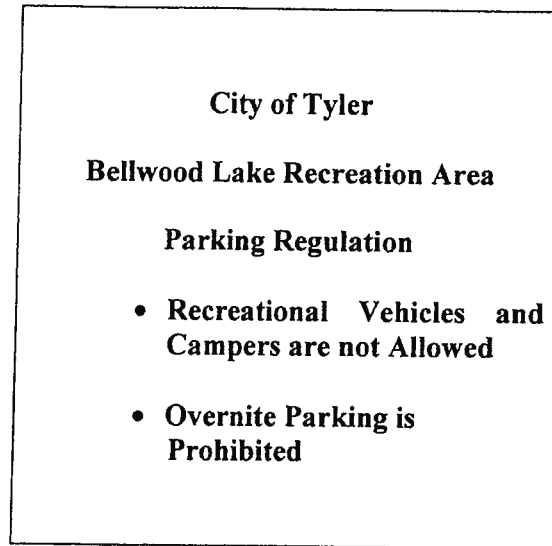 City of Tyler
Bellwood Lake Recreation Area
Parking Regulation
• Recreational Vehicles and
Campers are not Allowed
• Overnite Parking is
Prohibited